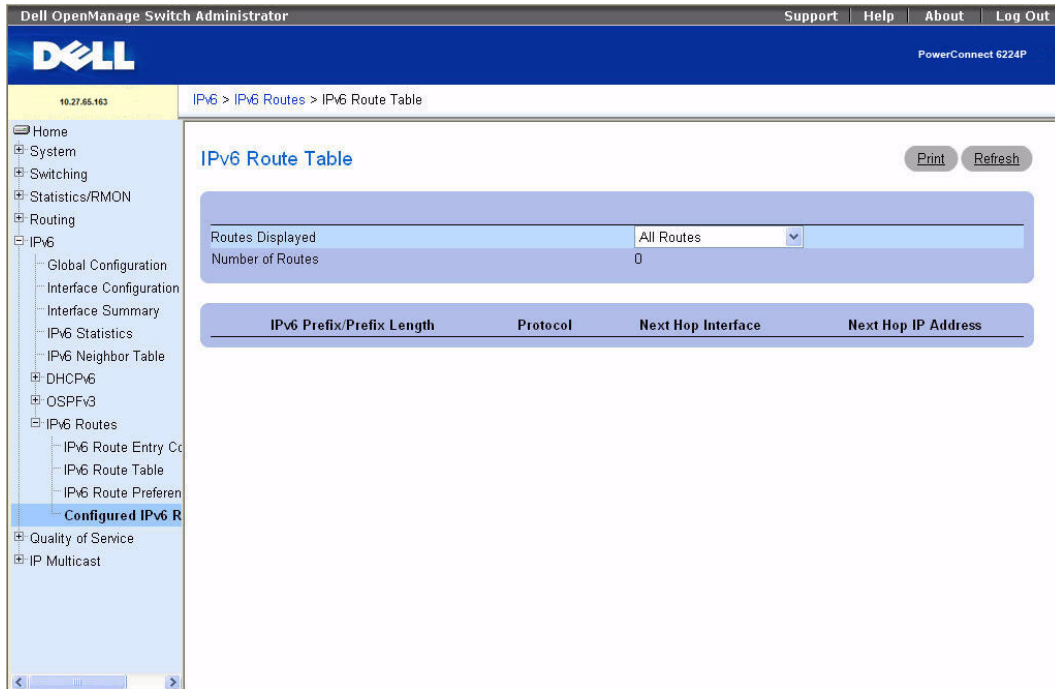 Dell OpenManage Switch Administrator
Support Help About Log Out
DELL
PowerConnect 6224P
10.27.65.163
IPv6 > IPv6 Routes > IPv6 Route Table
Home
System
Switching
Statistics/RMON
Routing
IPv6
Global Configuration
Interface Configuration
Interface Summary
IPv6 Statistics
IPv6 Neighbor Table
DHCPv6
OSPFv3
IPv6 Routes
IPv6 Route Entry Co
IPv6 Route Table
IPv6 Route Preferen
Configured IPv6 R
Quality of Service
IP Multicast
IPv6 Route Table
Print Refresh
Routes Displayed All Routes
Number of Routes 0
IPv6 Prefix/Prefix Length Protocol Next Hop Interface Next Hop IP Address